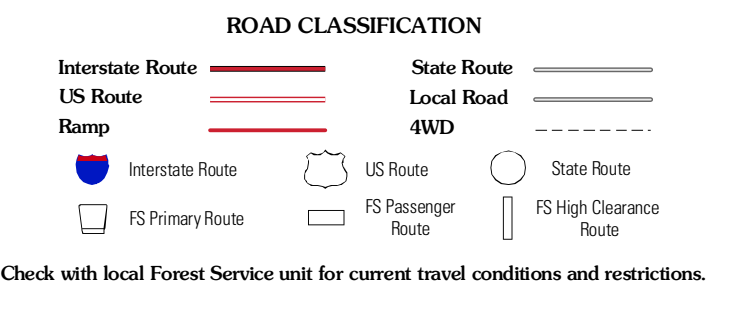 ROAD CLASSIFICATION
Interstate Route
State Route
US Route
Local Road
Ramp
4WD
Interstate Route
US Route
State Route
FS Primary Route
FS Passenger
Route
FS High Clearance
Route
Check with local Forest Service unit for current travel conditions and restrictions.